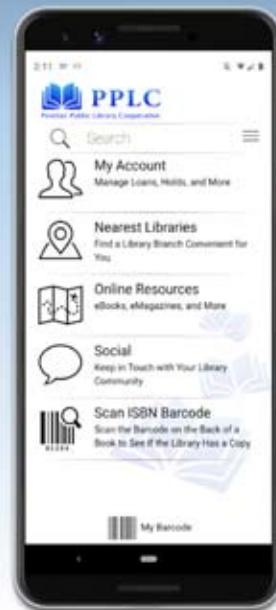 2:11
PPLC
Pinellas Public Library Cooperative
Search
My Account
Manage Loans, Holds, and More
Nearest Libraries
Find a Library Branch Convenient for
You
Online Resources
eBooks, eMagazines, and More
Social
Keep in Touch with Your Library
Community
Scan ISBN Barcode
Scan the Barcode on the Back of a
Book to See if the Library Has a Copy
My Barcode